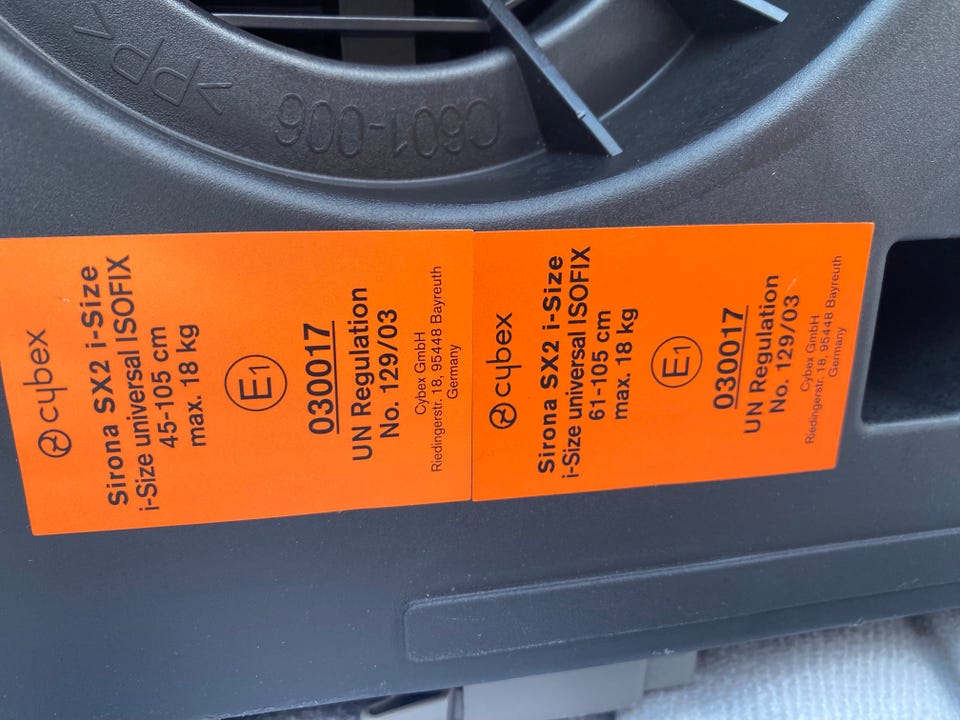 >PP<
C601-006
cybex
Sirona SX2 i-Size
i-Size universal ISOFIX
45-105 cm
max. 18 kg
E1
030017
UN Regulation
No. 129/03
Cybex GmbH
Riedingerstr. 18, 95448 Bayreuth
Germany
cybex
Sirona SX2 i-Size
i-Size universal ISOFIX
61-105 cm
max. 18 kg
E1
030017
UN Regulation
No. 129/03
Cybex GmbH
Riedingerstr. 18, 95448 Bayreuth
Germany